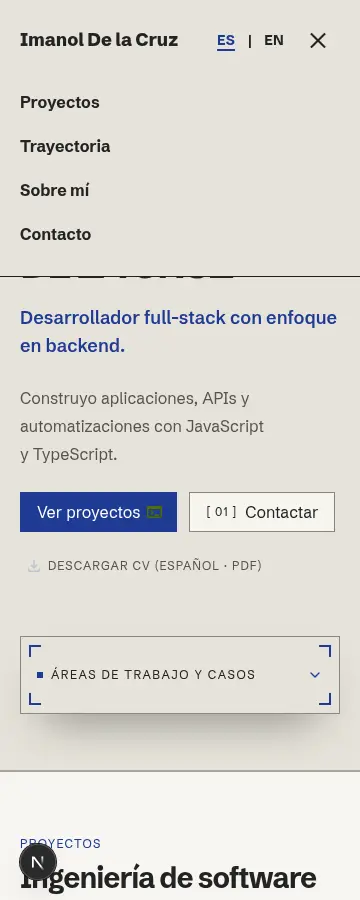 Imanol De la Cruz
ES | EN
Proyectos
Trayectoria
Sobre mí
Contacto
Desarrollador full-stack con enfoque
en backend.
Construyo aplicaciones, APIs y
automatizaciones con JavaScript
y TypeScript.
Ver proyectos
[ 01 ] Contactar
DESCARGAR CV (ESPAÑOL · PDF)
ÁREAS DE TRABAJO Y CASOS
PROYECTOS
N
Ingeniería de software